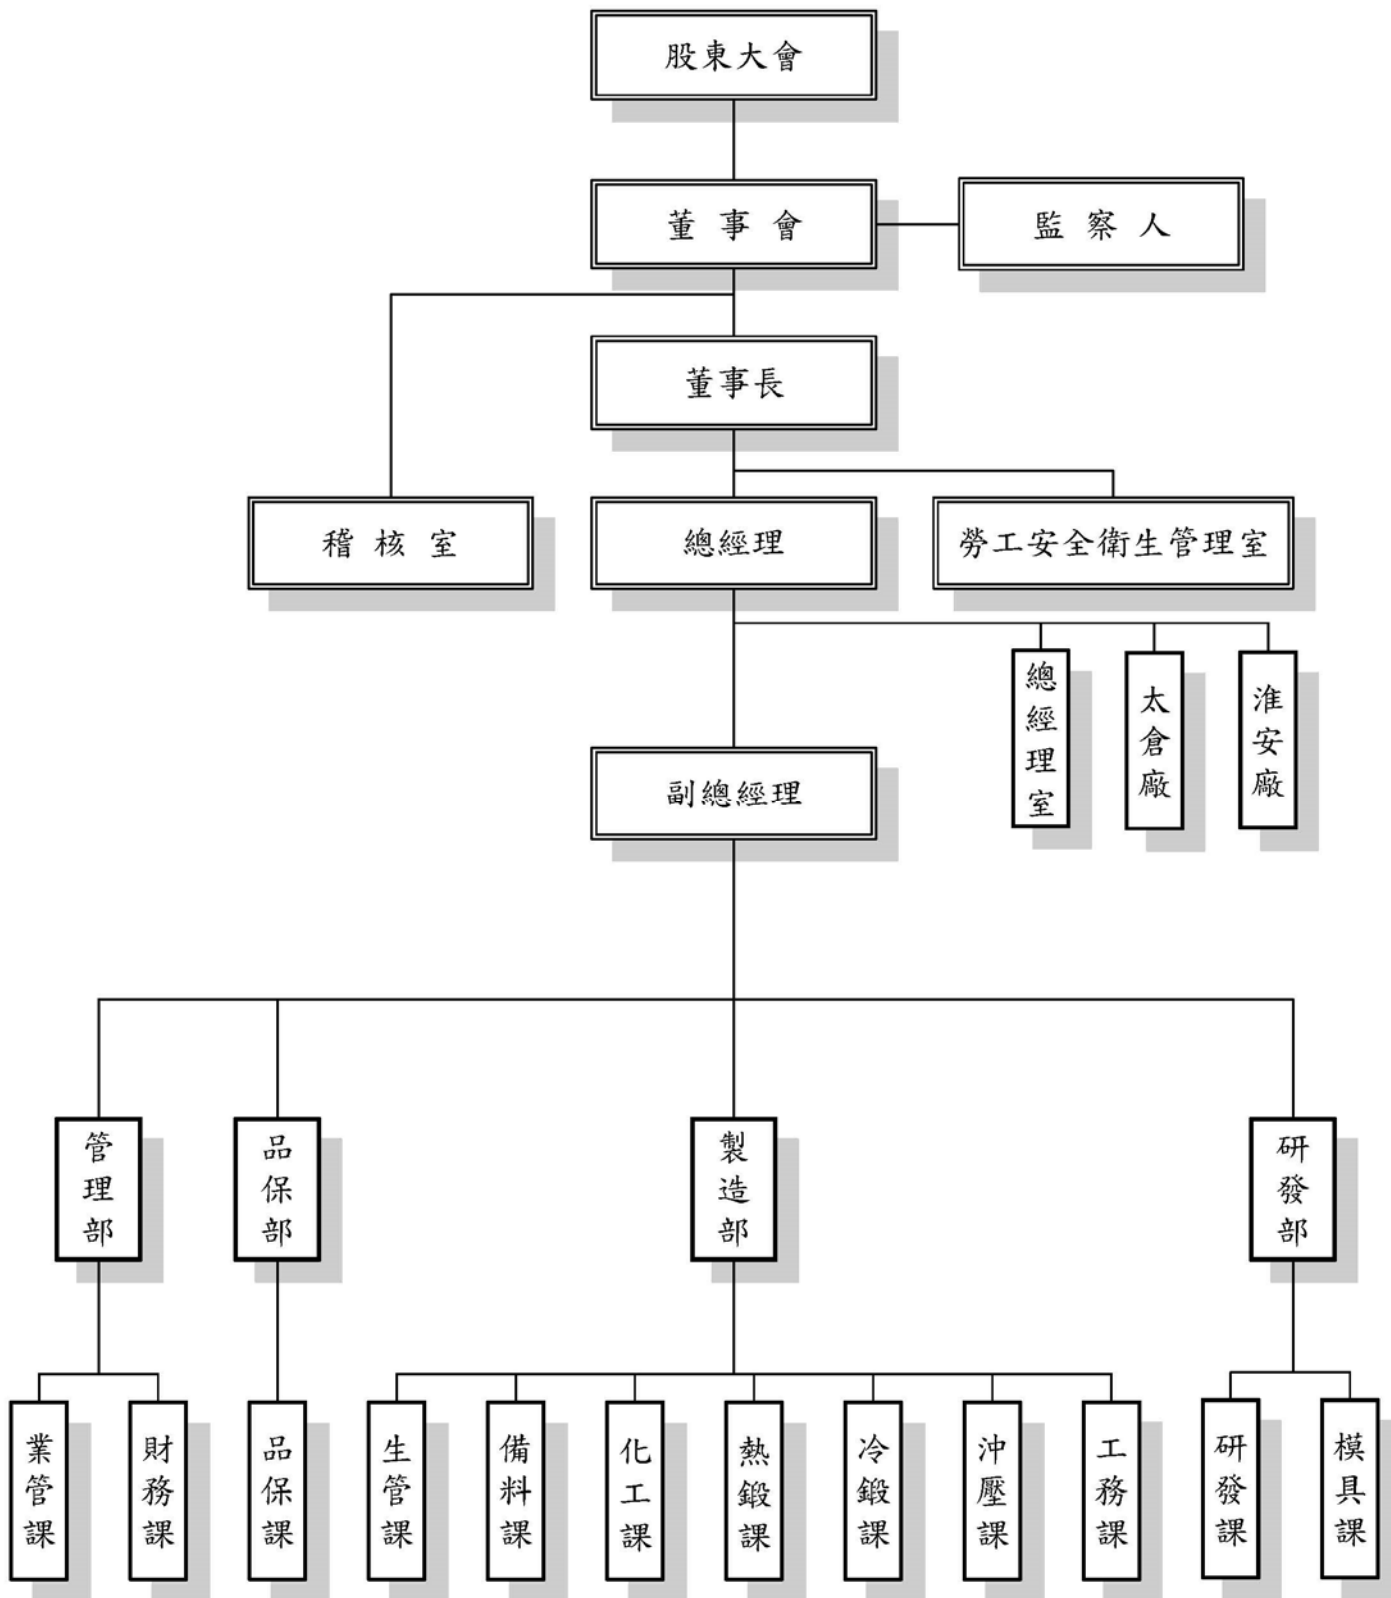 股東大會
董事會
監察人
董事長
稽核室
總經理
勞工安全衛生管理室
總經理室
太倉廠
淮安廠
副總經理
管理部
品保部
製造部
研發部
業管課
財務課
品保課
生管課
備料課
化工課
熱鍛課
冷鍛課
沖壓課
工務課
研發課
模具課